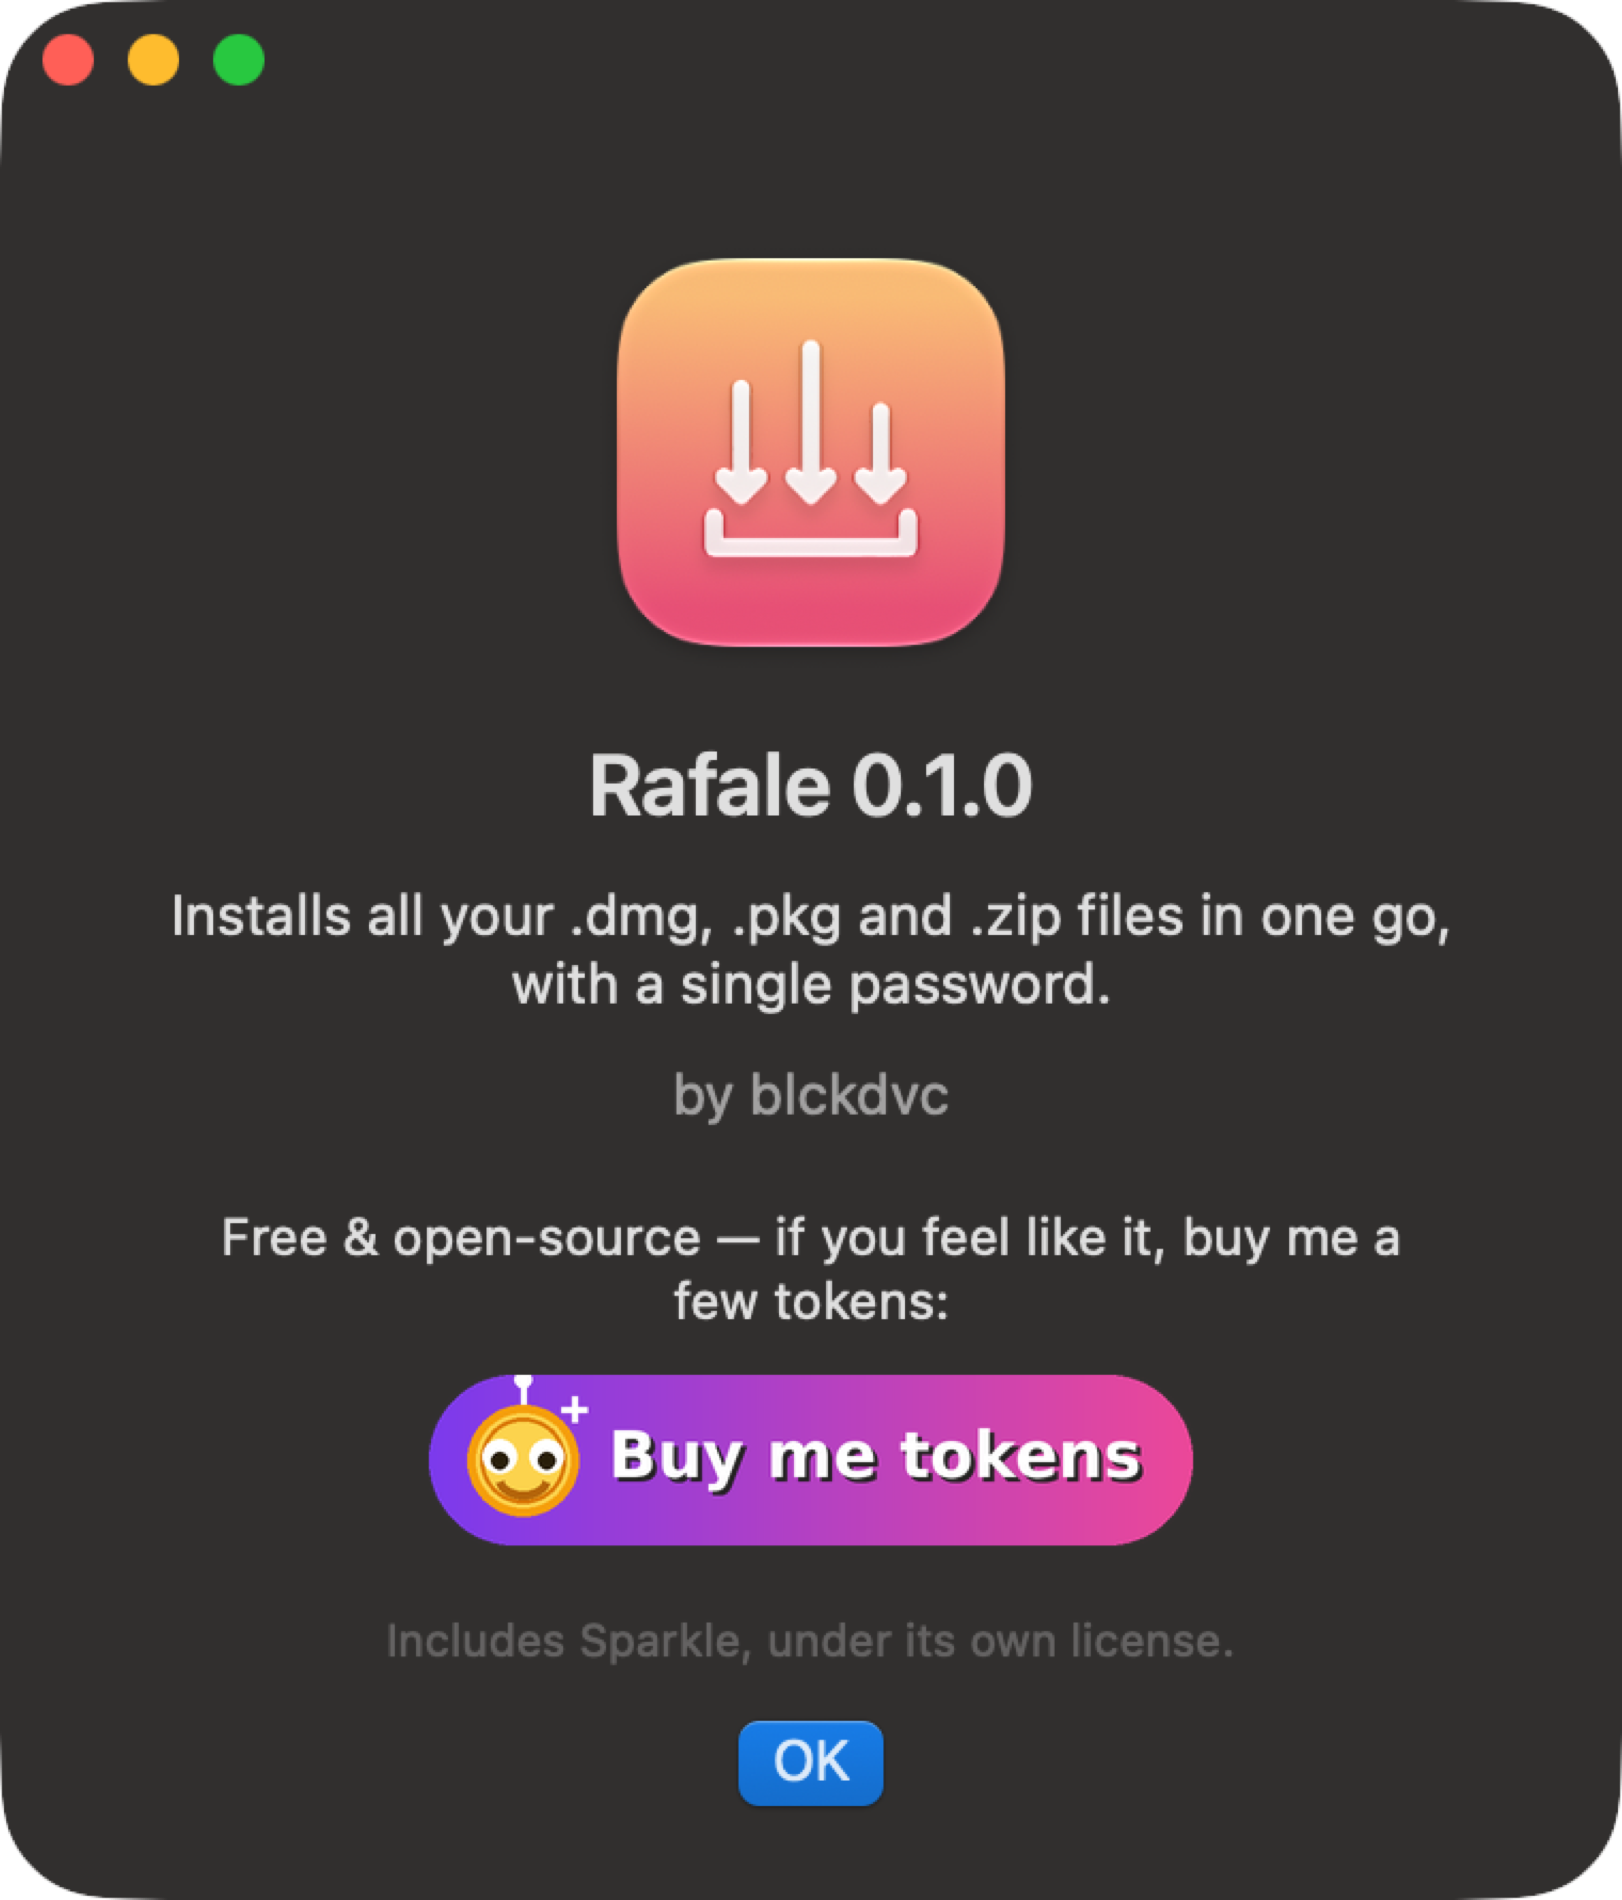 Rafale 0.1.0
Installs all your .dmg, .pkg and .zip files in one go,
with a single password.
by blckdvc
Free & open-source — if you feel like it, buy me a
few tokens:
Buy me tokens
Includes Sparkle, under its own license.
OK